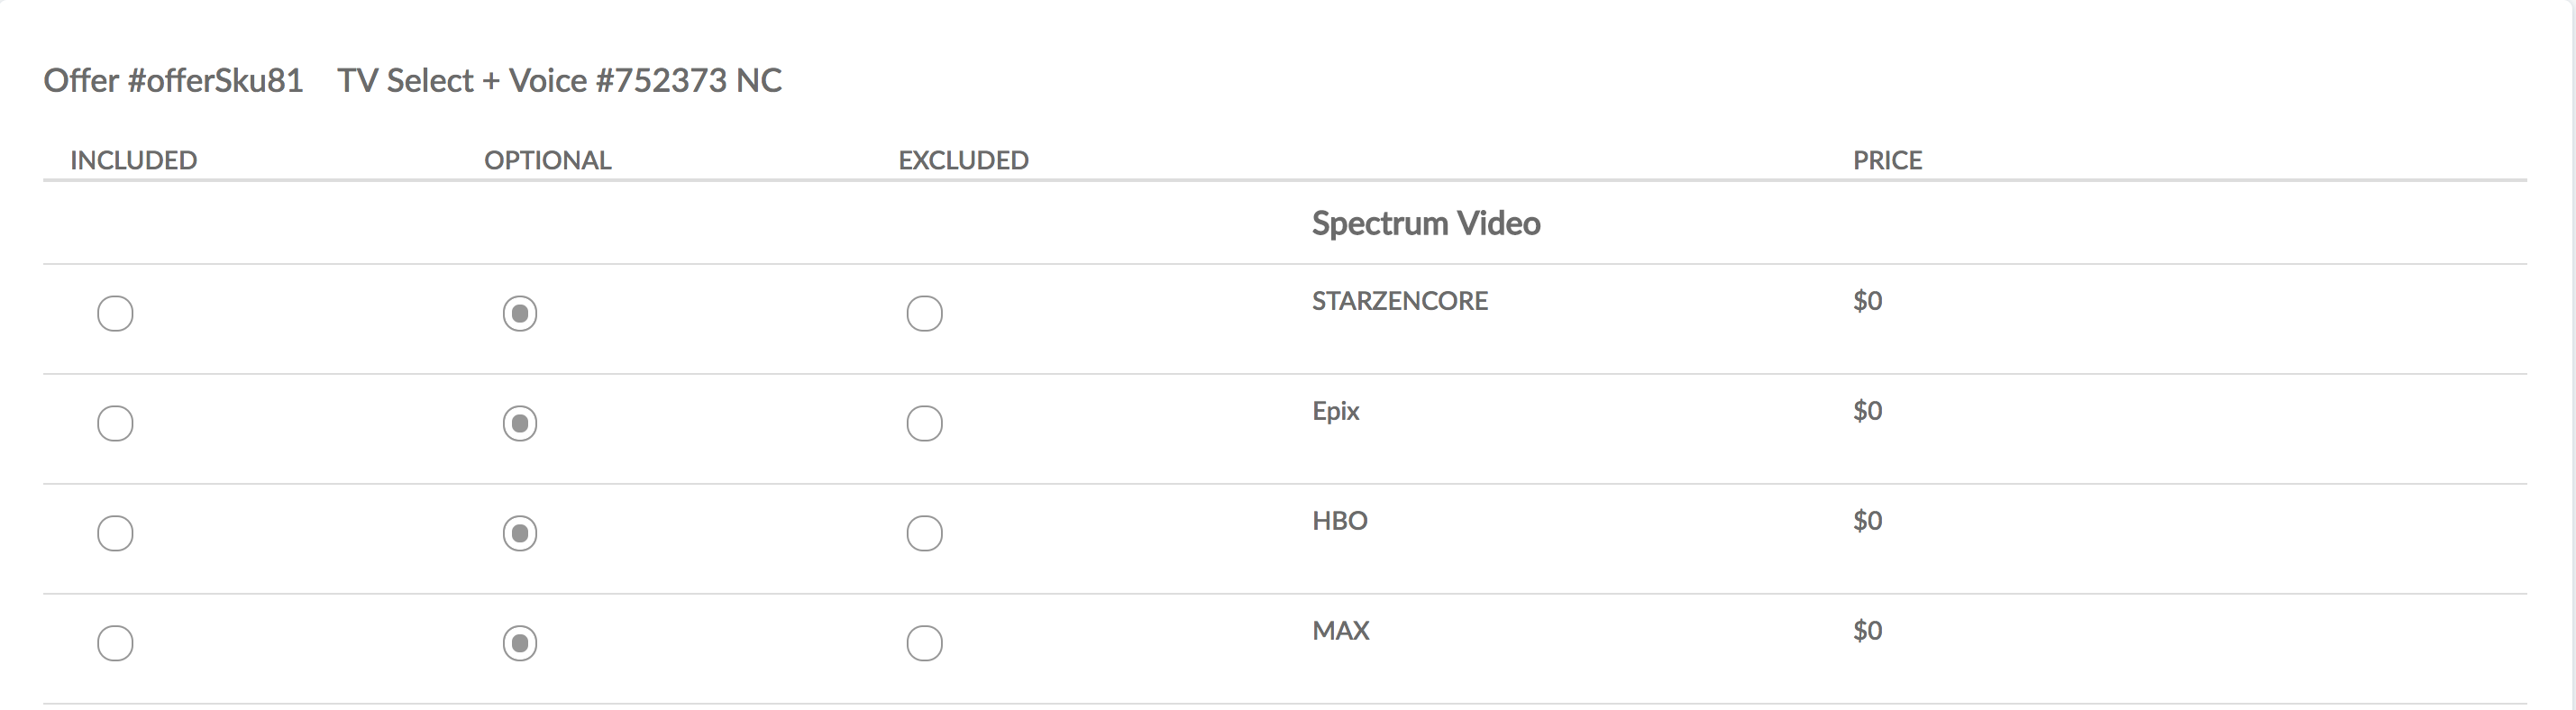 Offer #offerSku81 TV Select + Voice #752373 NC
INCLUDED OPTIONAL EXCLUDED PRICE
Spectrum Video
STARZENCORE $0
Epix $0
HBO $0
MAX $0